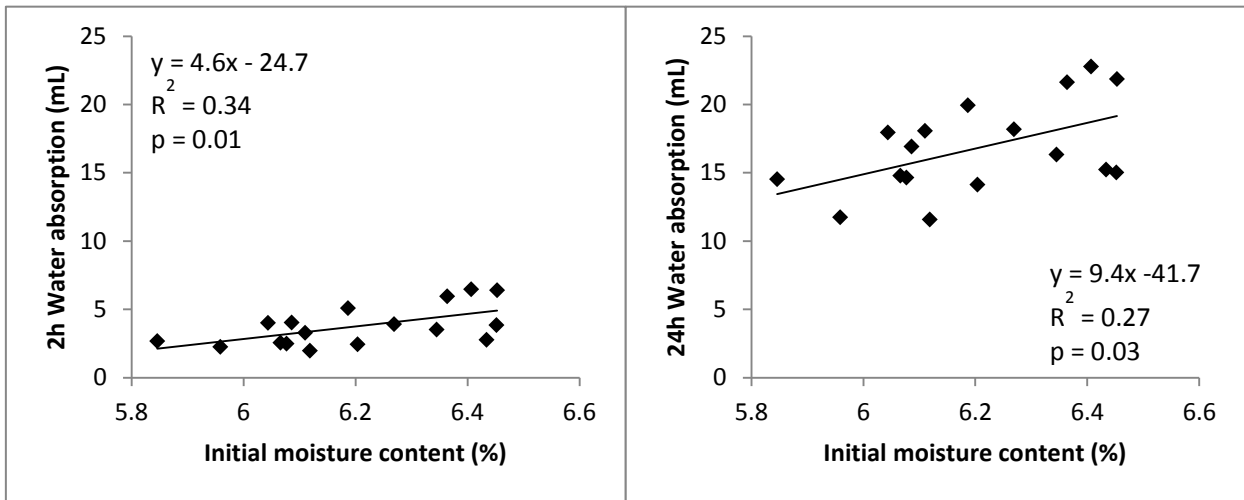 25
20
15
10
5
0
2h Water absorption (mL)
y = 4.6x - 24.7
R² = 0.34
p = 0.01
5.8 6 6.2 6.4 6.6
Initial moisture content (%)
25
20
15
10
5
0
24h Water absorption (mL)
y = 9.4x -41.7
R² = 0.27
p = 0.03
5.8 6 6.2 6.4 6.6
Initial moisture content (%)